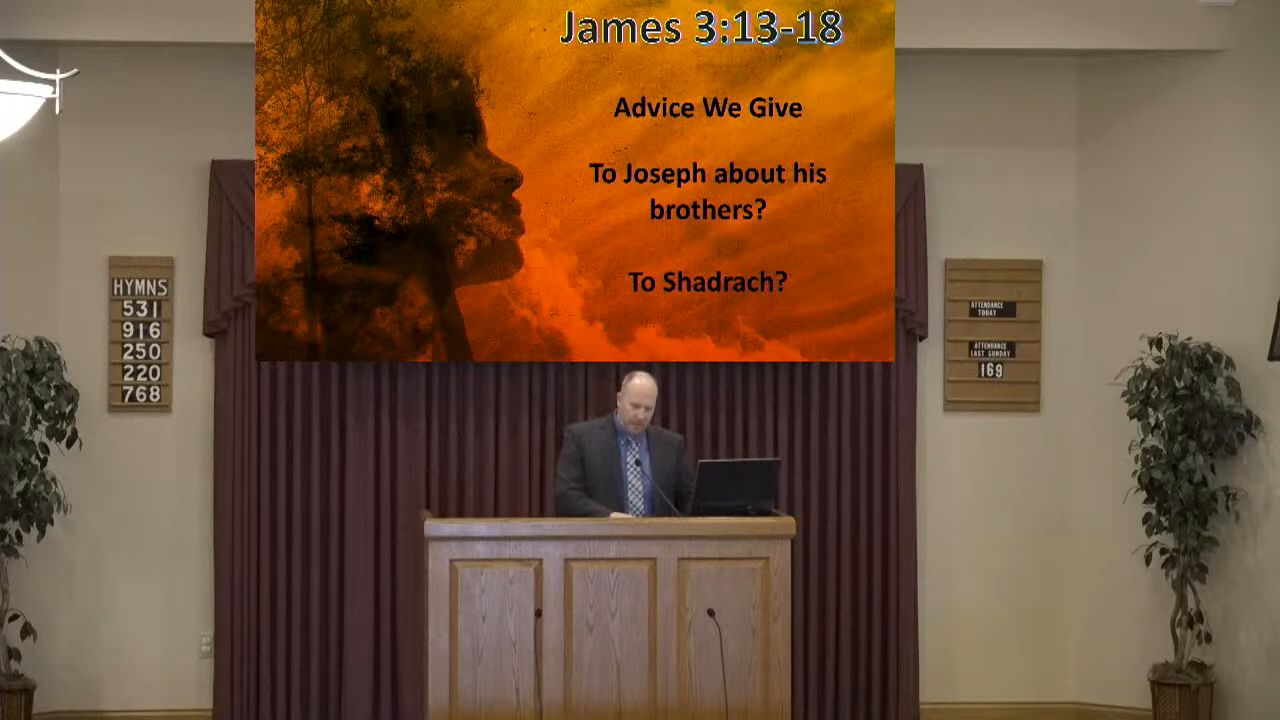 James 3:13-18
Advice We Give
To Joseph about his
brothers?
To Shadrach?
HYMNS
531
916
250
220
768
ATTENDANCE
TODAY
ATTENDANCE
LAST SUNDAY
169